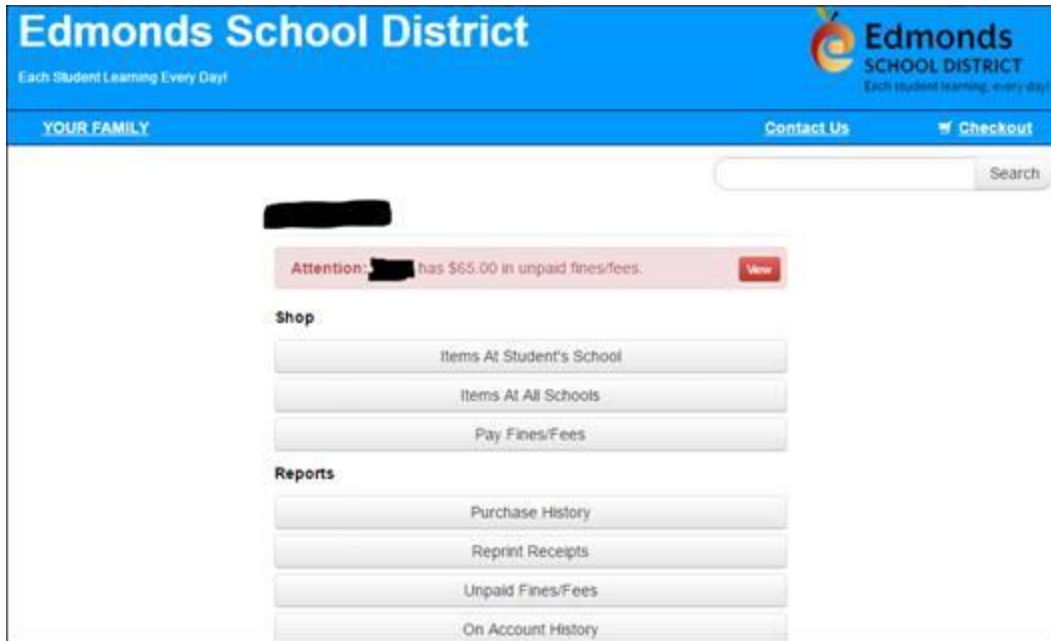 Edmonds School District
Each Student Learning Every Day!
Edmonds
SCHOOL DISTRICT
Each student learning, every day!
YOUR FAMILY
Contact Us
Checkout
Search
Attention: has $65.00 in unpaid fines/fees.
View
Shop
Items At Student's School
Items At All Schools
Pay Fines/Fees
Reports
Purchase History
Reprint Receipts
Unpaid Fines/Fees
On Account History